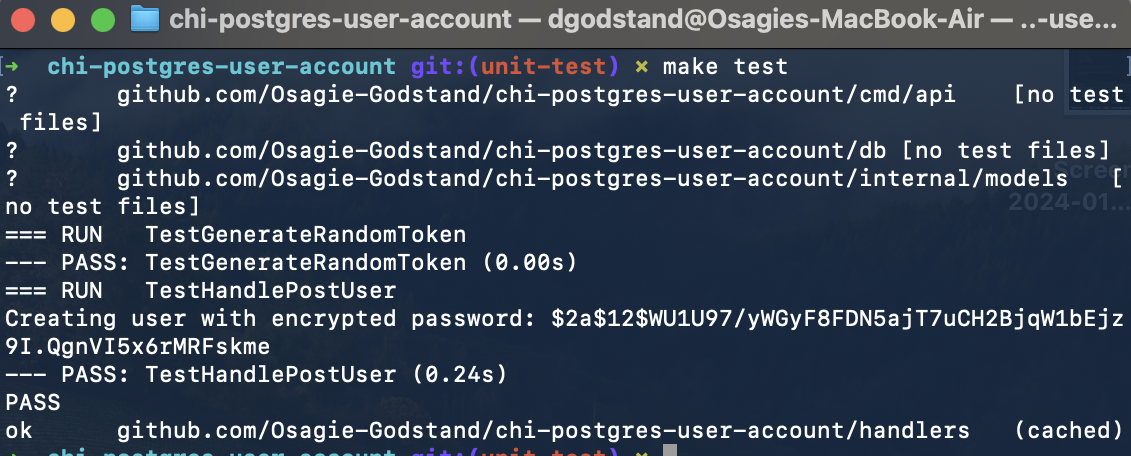 chi-postgres-user-account — dgodstand@Osagies-MacBook-Air — ..-use...
➜ chi-postgres-user-account git:(unit-test) × make test
? github.com/Osagie-Godstand/chi-postgres-user-account/cmd/api [no test
files]
? github.com/Osagie-Godstand/chi-postgres-user-account/db [no test files]
? github.com/Osagie-Godstand/chi-postgres-user-account/internal/models [
no test files]
=== RUN TestGenerateRandomToken
--- PASS: TestGenerateRandomToken (0.00s)
=== RUN TestHandlePostUser
Creating user with encrypted password: $2a$12$WU1U97/yWGyF8FDN5ajT7uCH2BjqW1bEjz
9I.QgnVI5x6rMRFskme
--- PASS: TestHandlePostUser (0.24s)
PASS
ok github.com/Osagie-Godstand/chi-postgres-user-account/handlers (cached)
chi-postgres-user-account git:(unit-test) ×
Screen
2024-01...